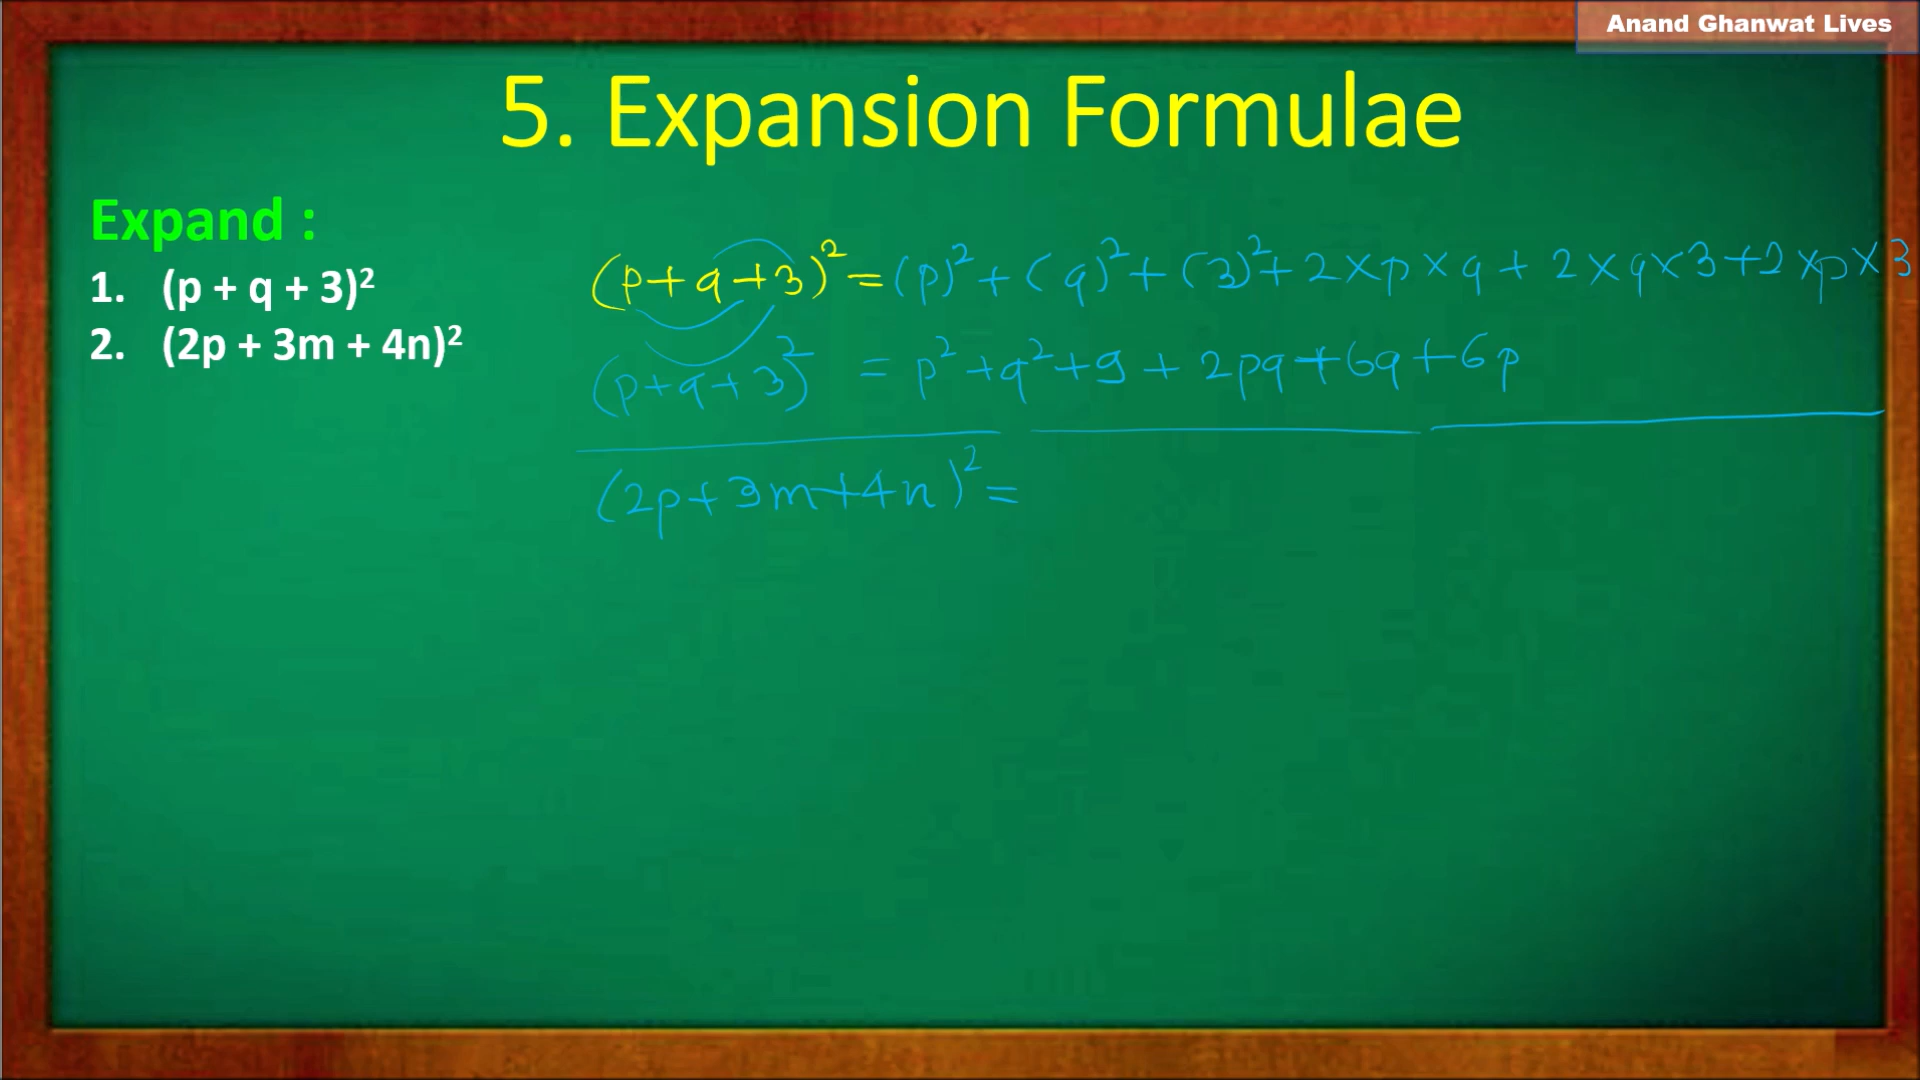 Anand Ghanwat Lives
5. Expansion Formulae
Expand :
1. (p + q + 3)²
2. (2p + 3m + 4n)²
(p+q+3)² = (p)² + (q)² + (3)² + 2×p×q + 2×q×3 + 2×p×3
(p+q+3)² = p² + q² + 9 + 2pq + 6q + 6p
(2p+3m+4n)² =